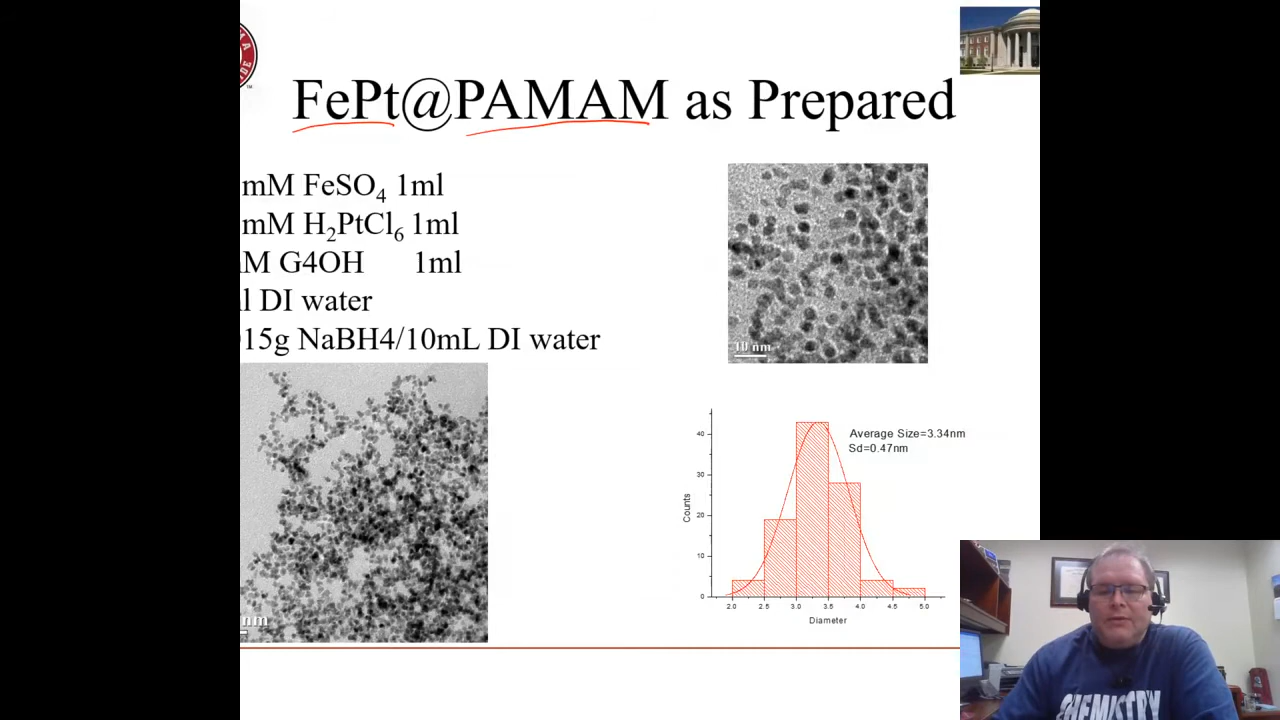 FePt@PAMAM as Prepared
mM FeSO4 1ml
mM H2PtCl6 1ml
M G4OH 1ml
l DI water
15g NaBH4/10mL DI water
10 nm
nm
Average Size=3.34nm
Sd=0.47nm
Counts
40
30
20
10
0
2.0 2.5 3.0 3.5 4.0 4.5 5.0
Diameter
CHEMISTRY